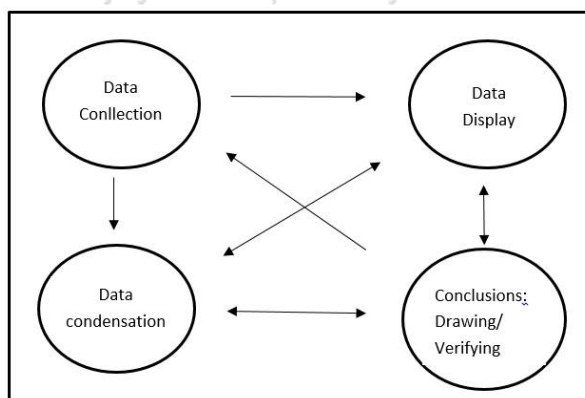 Data
Conllection
Data
Display
Data
condensation
Conclusions:
Drawing/
Verifying